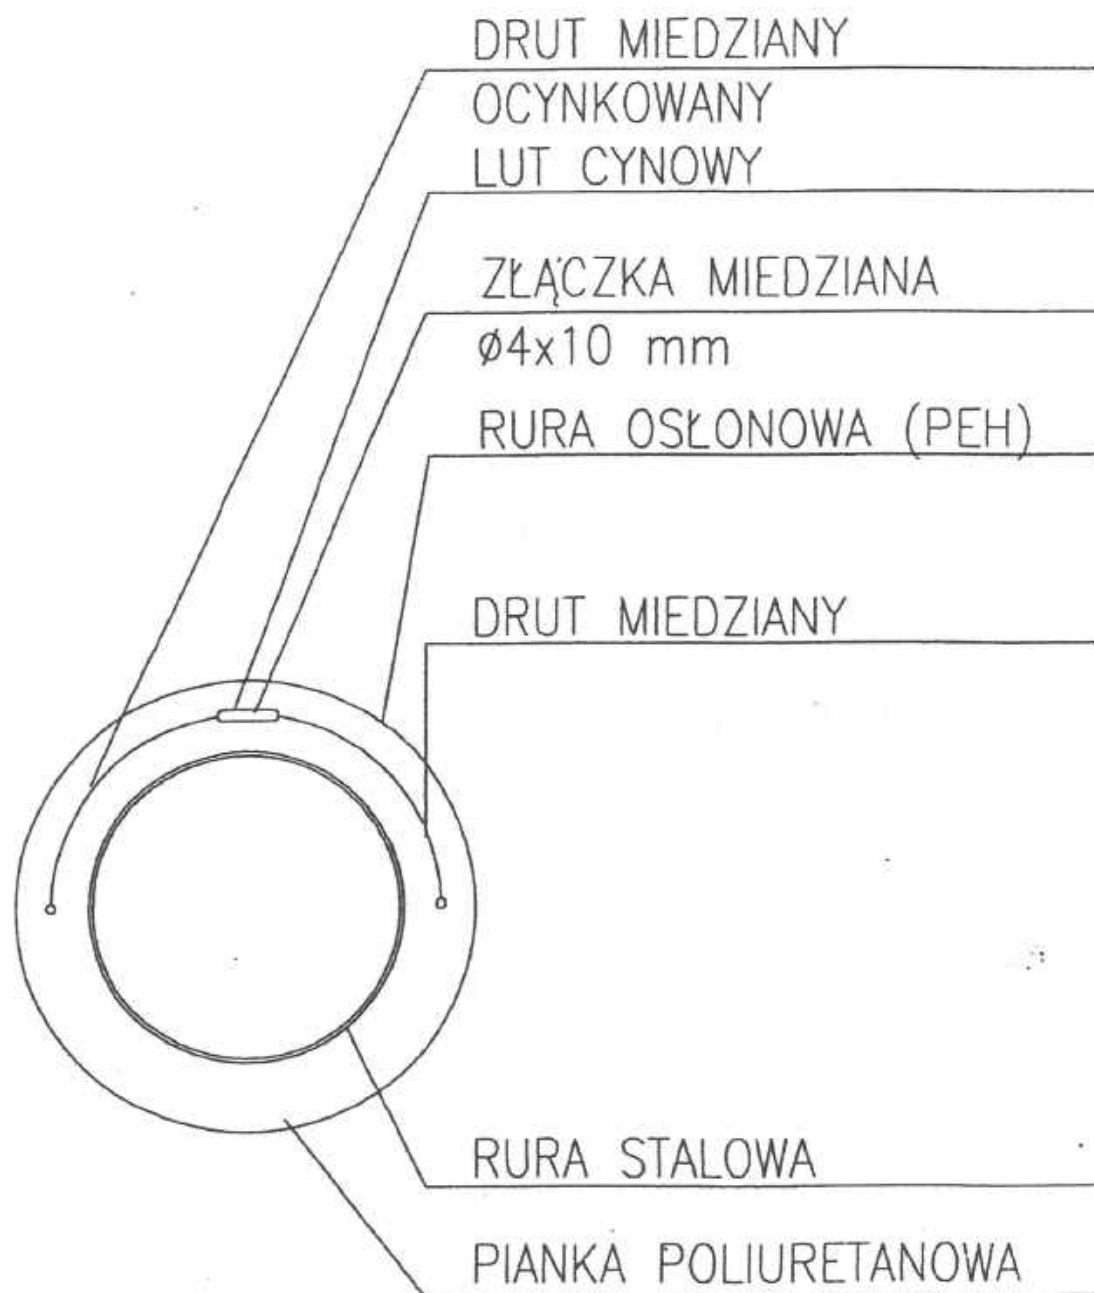 DRUT MIEDZIANY
OCYNKOWANY
LUT CYNOWY
ZŁĄCZKA MIEDZIANA
ø4x10 mm
RURA OSŁONOWA (PEH)
DRUT MIEDZIANY
RURA STALOWA
PIANKA POLIURETANOWA